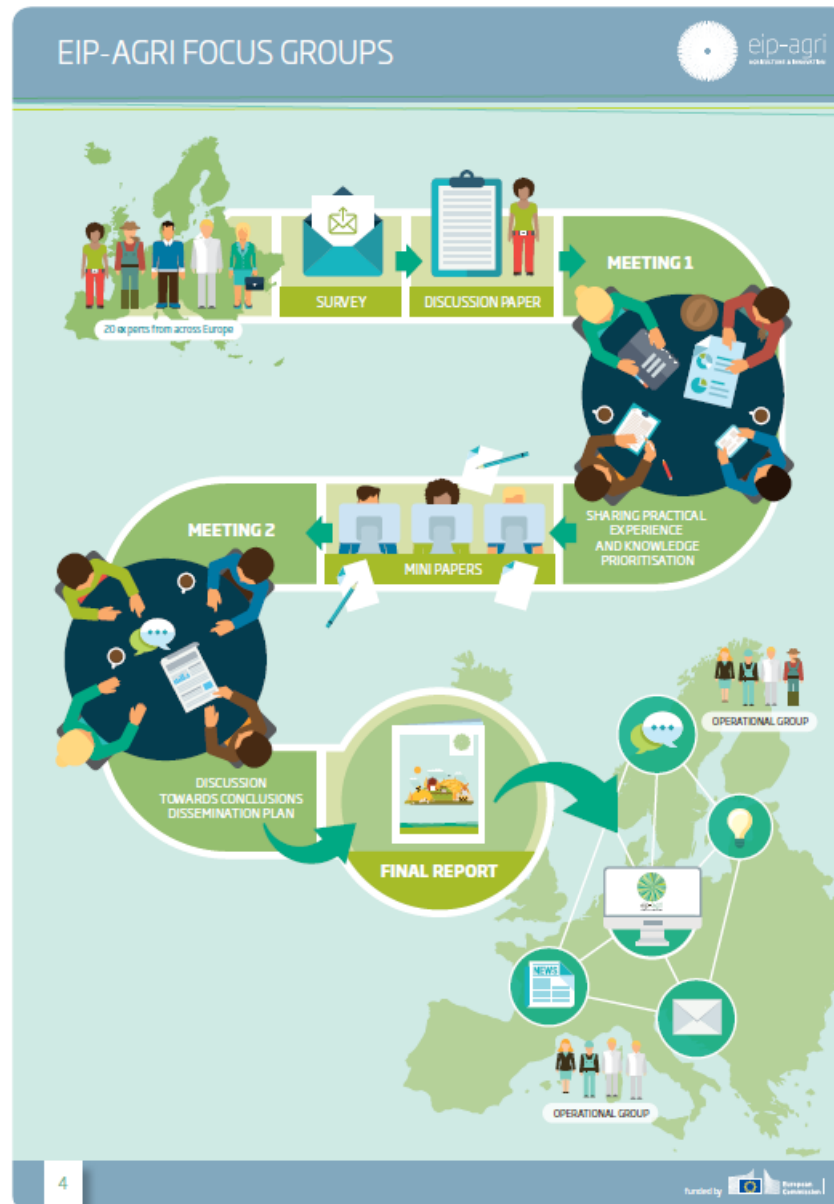 EIP-AGRI FOCUS GROUPS
eip-agri
AGRICULTURE & INNOVATION
SURVEY
DISCUSSION PAPER
MEETING 1
20 experts from across Europe
MEETING 2
MINI PAPERS
SHARING PRACTICAL
EXPERIENCE
AND KNOWLEDGE
PRIORITISATION
OPERATIONAL GROUP
DISCUSSION
TOWARDS CONCLUSIONS
DISSEMINATION PLAN
FINAL REPORT
NEWS
OPERATIONAL GROUP
4
funded by
European
Commission